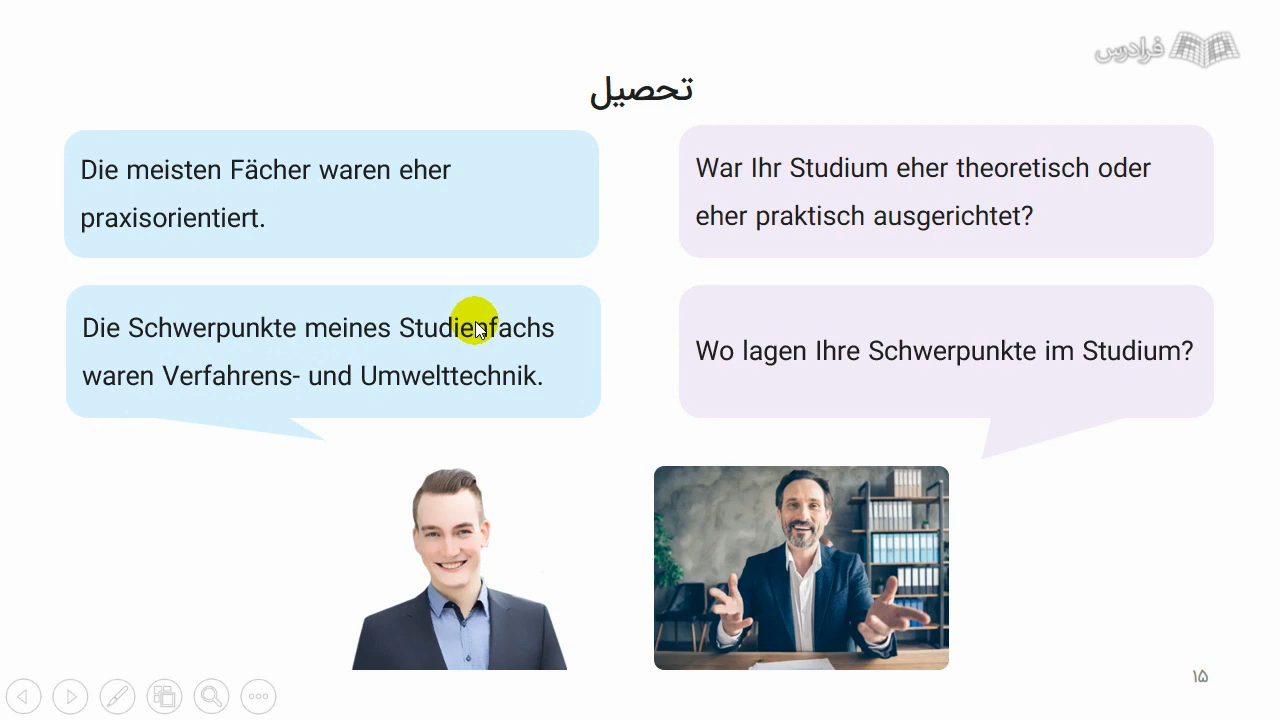 فرادرس
تحصیل
War Ihr Studium eher theoretisch oder
eher praktisch ausgerichtet?
Die meisten Fächer waren eher
praxisorientiert.
Wo lagen Ihre Schwerpunkte im Studium?
Die Schwerpunkte meines Studienfachs
waren Verfahrens- und Umwelttechnik.
۱۵